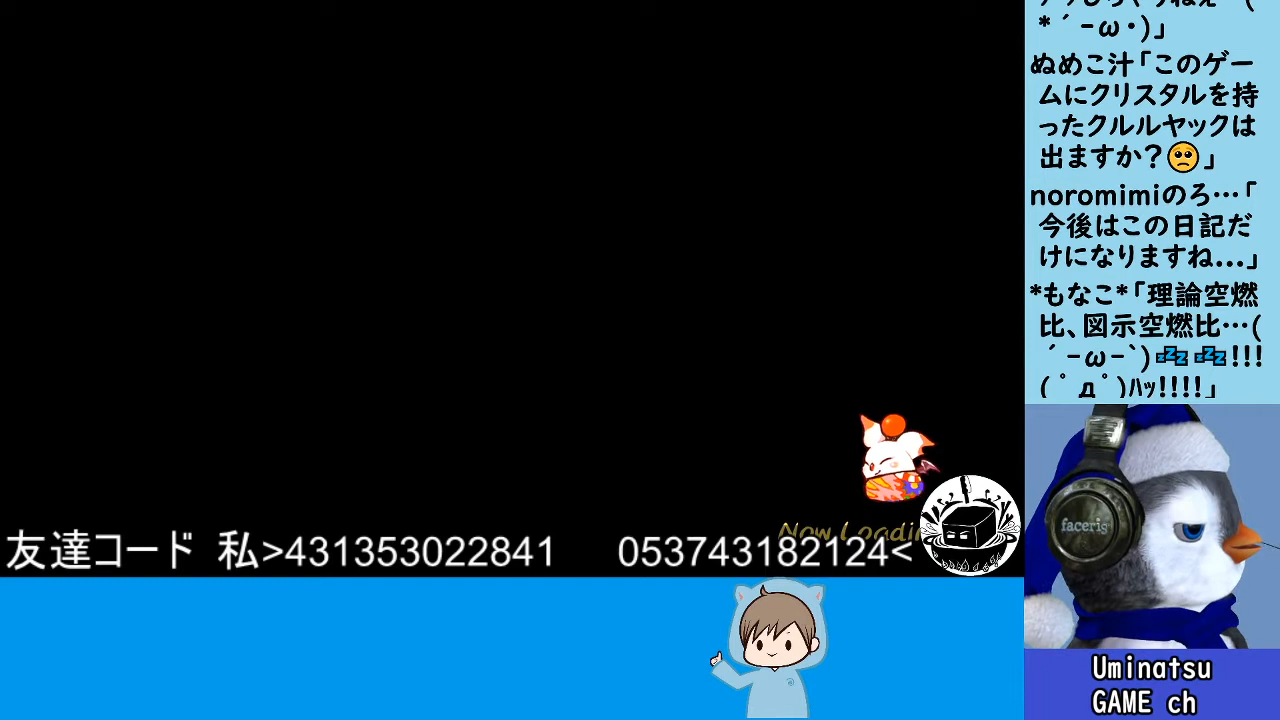 *´-ω・)」
ぬめこ汁「このゲー
ムにクリスタルを持
ったクルルヤックは
出ますか?🥺」
noromimiのろ…「
今後はこの日記だ
けになりますね...」
*もなこ*「理論空燃
比、図示空燃比…(
´-ω-`)💤💤!!!
(゚д゚)ハッ!!!!」
Now Loadin
友達コード 私>431353022841 053743182124<
facerig
Uminatsu
GAME ch